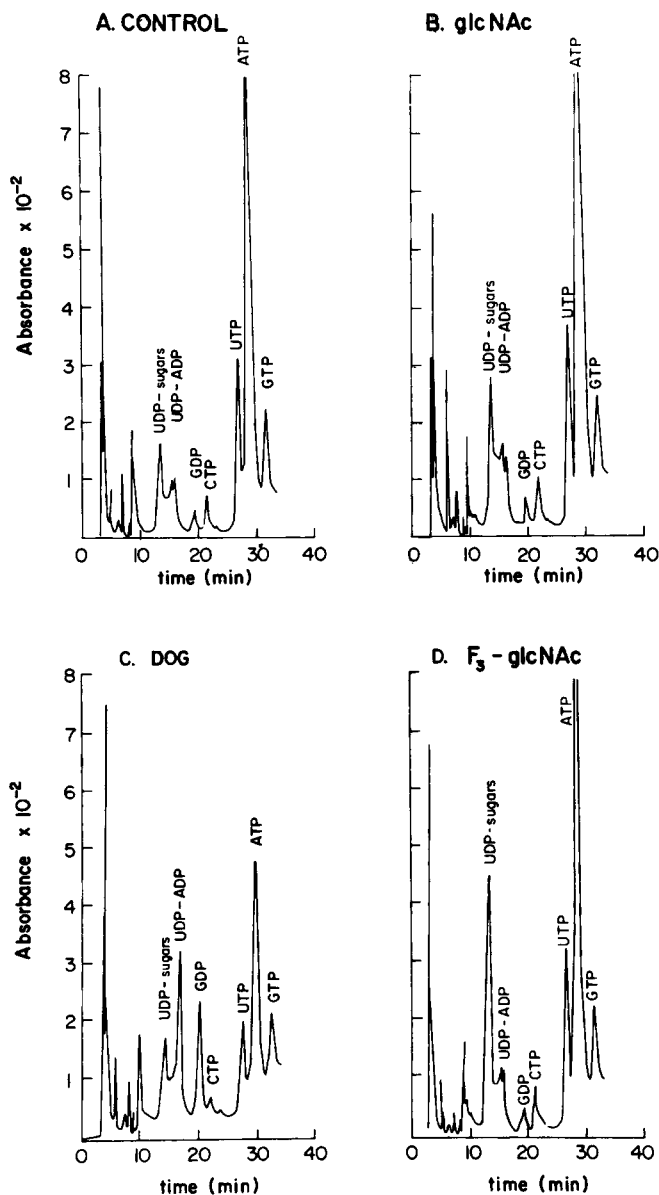 A. CONTROL
Absorbance x 10⁻²
8
7
6
5
4
3
2
1
0 10 20 30 40
time (min)
UDP-sugars
UDP-ADP
GDP
CTP
UTP
ATP
GTP
B. glcNAc
0 10 20 30 40
time (min)
UDP-sugars
UDP-ADP
GDP
CTP
UTP
ATP
GTP
C. DOG
Absorbance x 10⁻²
8
7
6
5
4
3
2
1
0 10 20 30 40
time (min)
UDP-sugars
UDP-ADP
GDP
CTP
UTP
ATP
GTP
D. F₃-glcNAc
0 10 20 30 40
time (min)
UDP-sugars
UDP-ADP
GDP
CTP
UTP
ATP
GTP